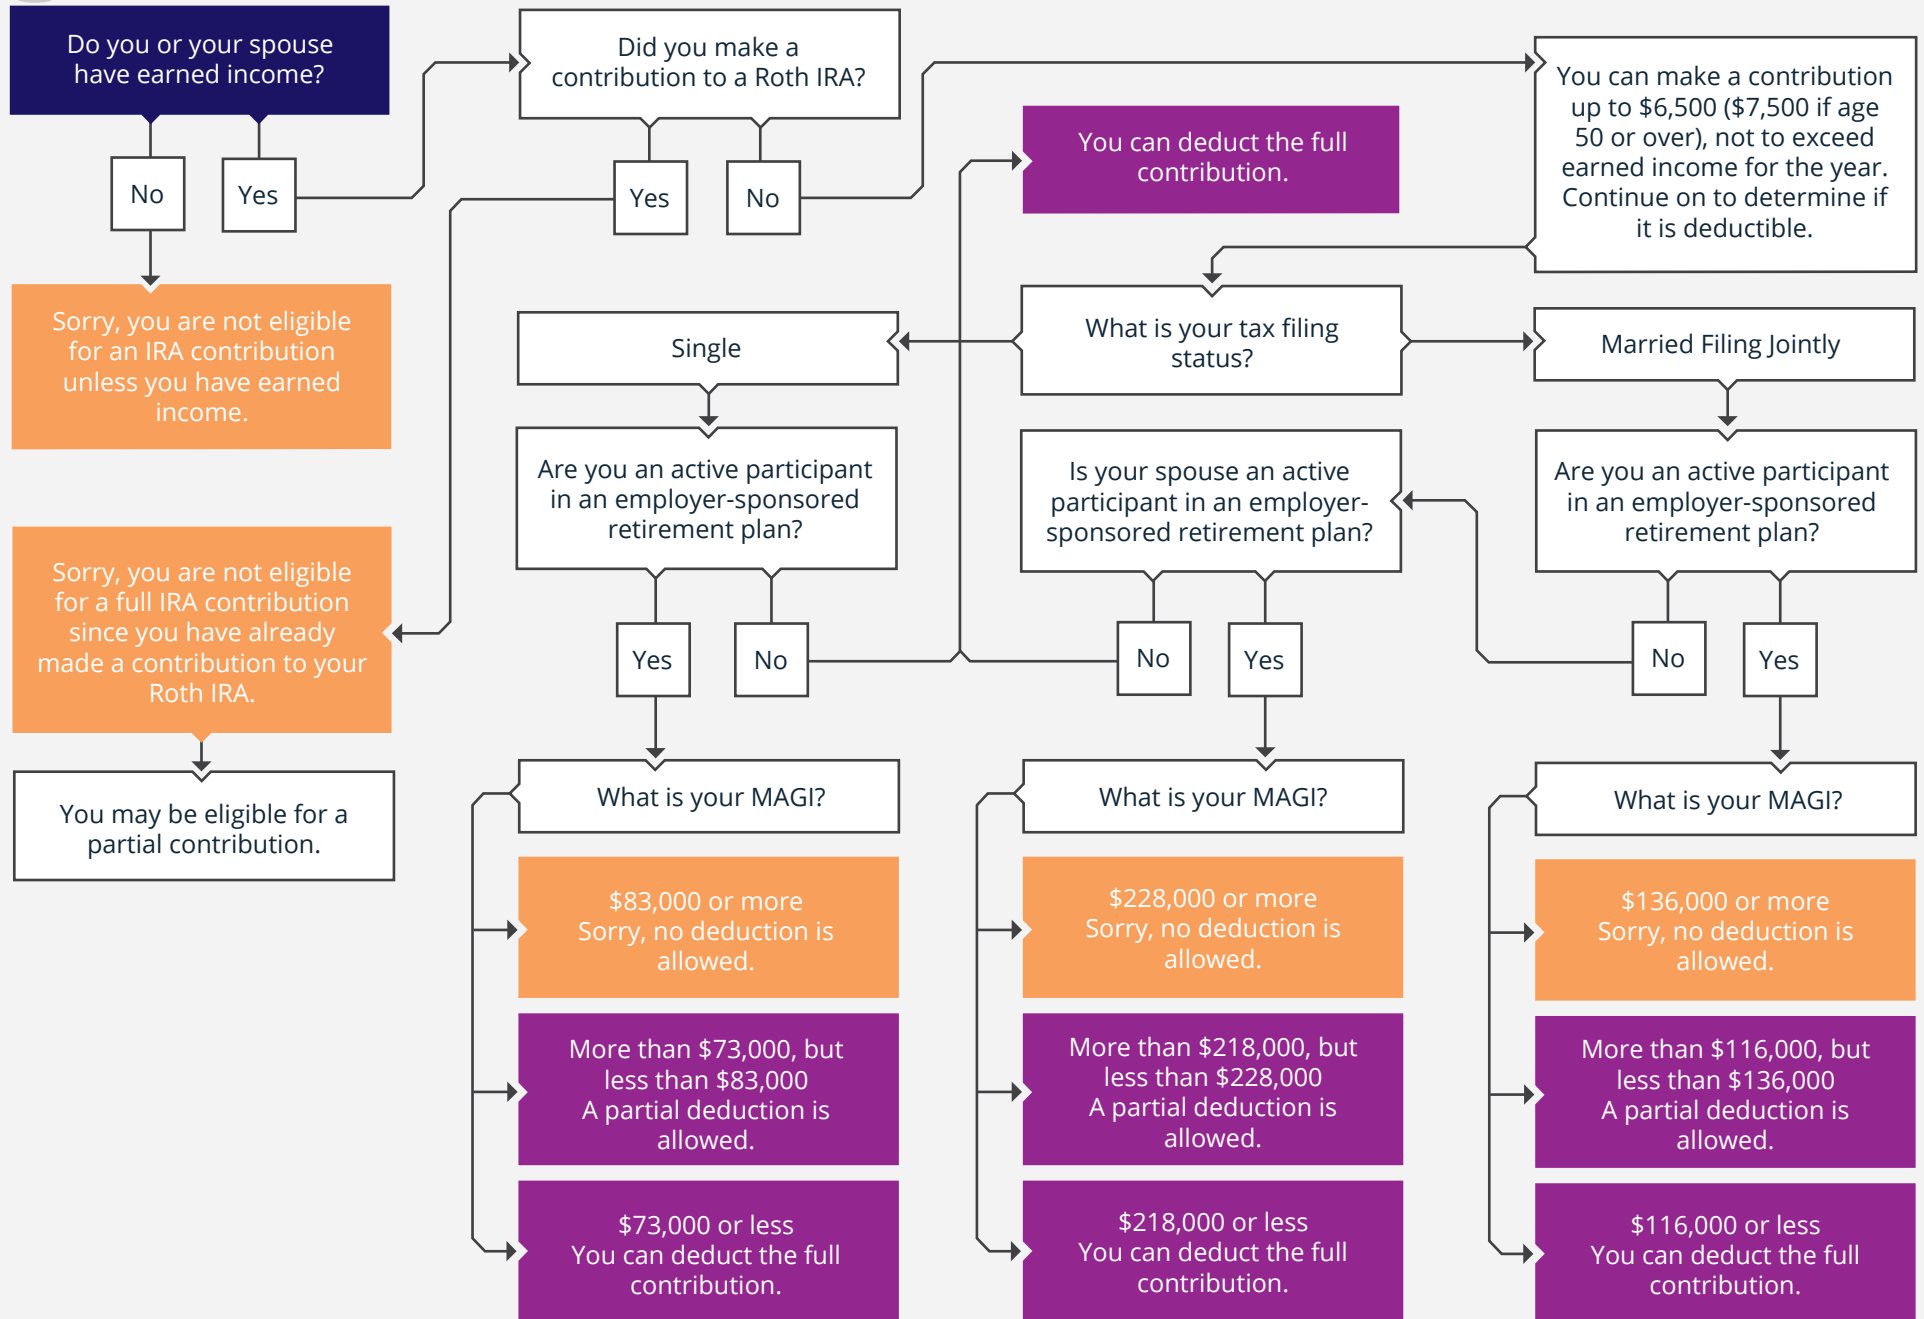 Do you or your spouse
have earned income?
No
Yes
Sorry, you are not eligible
for an IRA contribution
unless you have earned
income.
Did you make a
contribution to a Roth IRA?
Yes
No
Sorry, you are not eligible
for a full IRA contribution
since you have already
made a contribution to your
Roth IRA.
You may be eligible for a
partial contribution.
You can make a contribution
up to $6,500 ($7,500 if age
50 or over), not to exceed
earned income for the year.
Continue on to determine if
it is deductible.
You can deduct the full
contribution.
What is your tax filing
status?
Single
Married Filing Jointly
Are you an active participant
in an employer-sponsored
retirement plan?
Yes
No
Is your spouse an active
participant in an employer-
sponsored retirement plan?
No
Yes
Are you an active participant
in an employer-sponsored
retirement plan?
No
Yes
What is your MAGI?
$83,000 or more
Sorry, no deduction is
allowed.
More than $73,000, but
less than $83,000
A partial deduction is
allowed.
$73,000 or less
You can deduct the full
contribution.
What is your MAGI?
$228,000 or more
Sorry, no deduction is
allowed.
More than $218,000, but
less than $228,000
A partial deduction is
allowed.
$218,000 or less
You can deduct the full
contribution.
What is your MAGI?
$136,000 or more
Sorry, no deduction is
allowed.
More than $116,000, but
less than $136,000
A partial deduction is
allowed.
$116,000 or less
You can deduct the full
contribution.